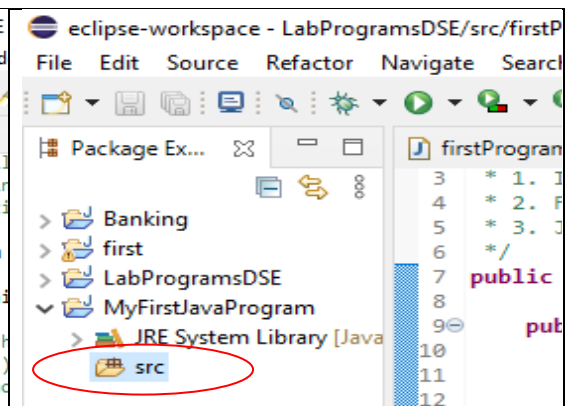 eclipse-workspace - LabProgramsDSE/src/firstP
File Edit Source Refactor Navigate Search
Package Ex...
firstProgram
Banking
first
LabProgramsDSE
MyFirstJavaProgram
JRE System Library [Java
src
3 * 1. I
4 * 2. F
5 * 3. J
6 */
7 public
8
9 pub
10
11
12